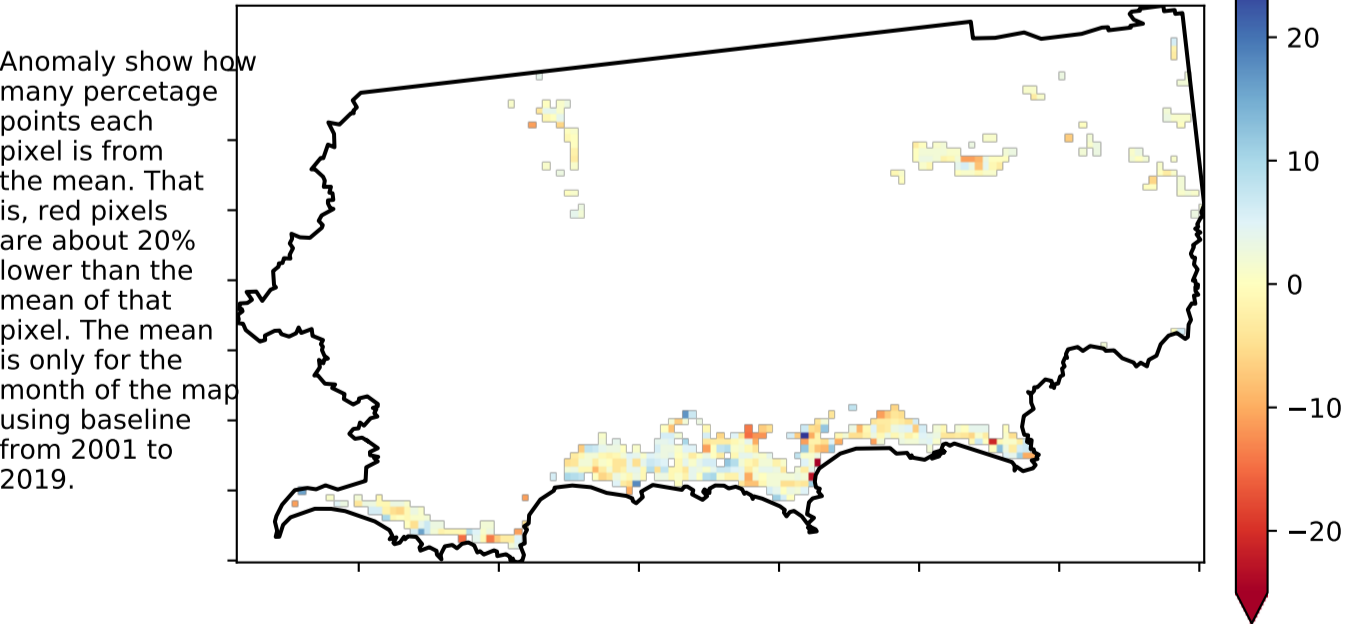 Anomaly show how
many percetage
points each
pixel is from
the mean. That
is, red pixels
are about 20%
lower than the
mean of that
pixel. The mean
is only for the
month of the map
using baseline
from 2001 to
2019.
20
10
0
−10
−20